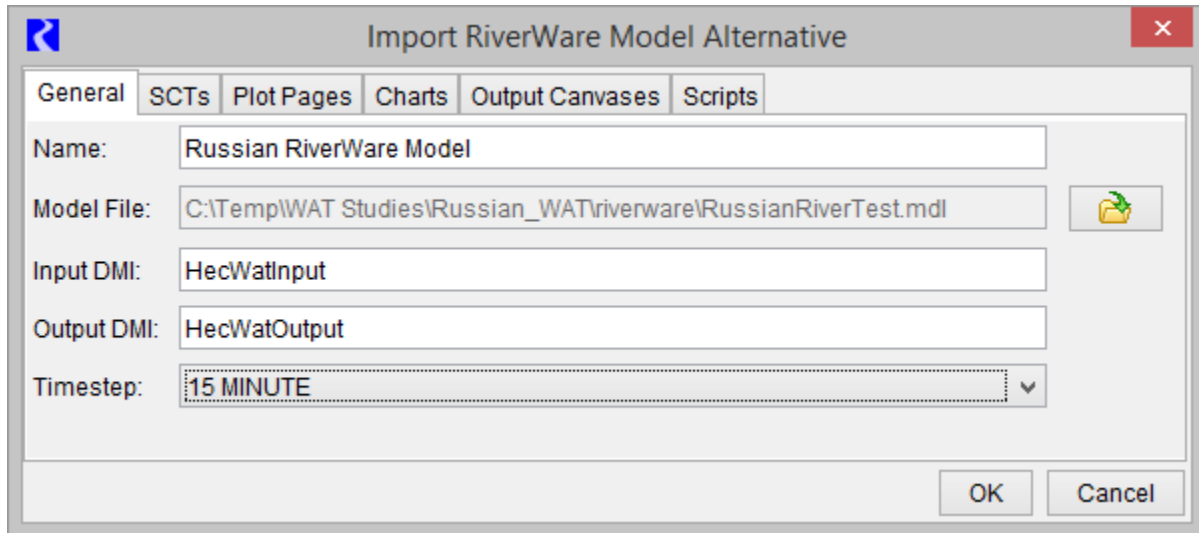 Import RiverWare Model Alternative
General SCTs Plot Pages Charts Output Canvases Scripts
Name: Russian RiverWare Model
Model File: C:\Temp\WAT Studies\Russian_WAT\riverware\RussianRiverTest.mdl
Input DMI: HecWatInput
Output DMI: HecWatOutput
Timestep: 15 MINUTE
OK Cancel